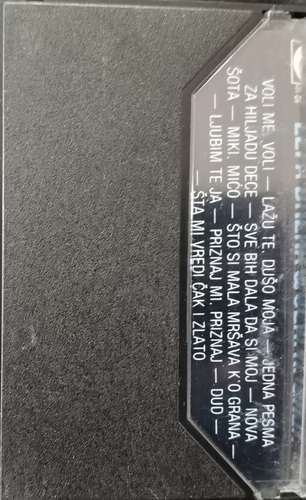 VOLI ME, VOLI — LAŽU TE, DUŠO MOJA — JEDNA PESMA
ZA HILJADU DECE — SVE BIH DALA DA SI MOJ — NOVA
ŠOTA — MIKI, MIĆO — ŠTO SI MALA MRŠAVA K'O GRANA —
— LJUBIM TE JA — PRIZNAJ MI, PRIZNAJ — DUD —
— ŠTA MI VREDI ČAK I ZLATO